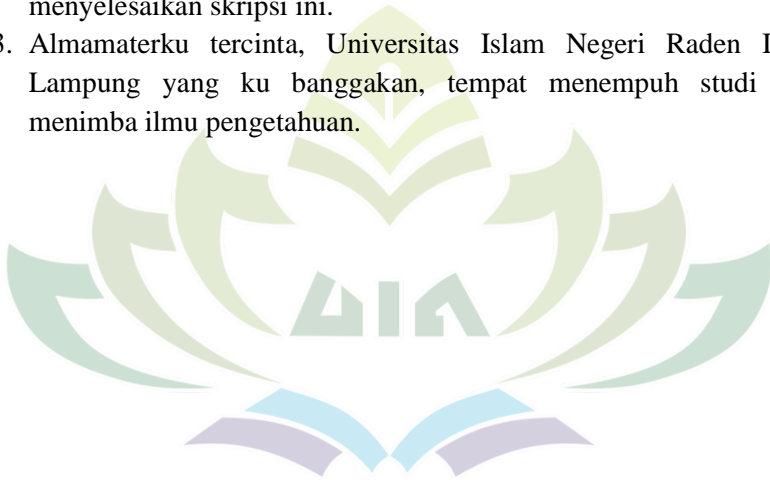 menyelesaikan skripsi ini.
3. Almamaterku tercinta, Universitas Islam Negeri Raden
Lampung yang ku banggakan, tempat menempuh studi
menimba ilmu pengetahuan.
UIN